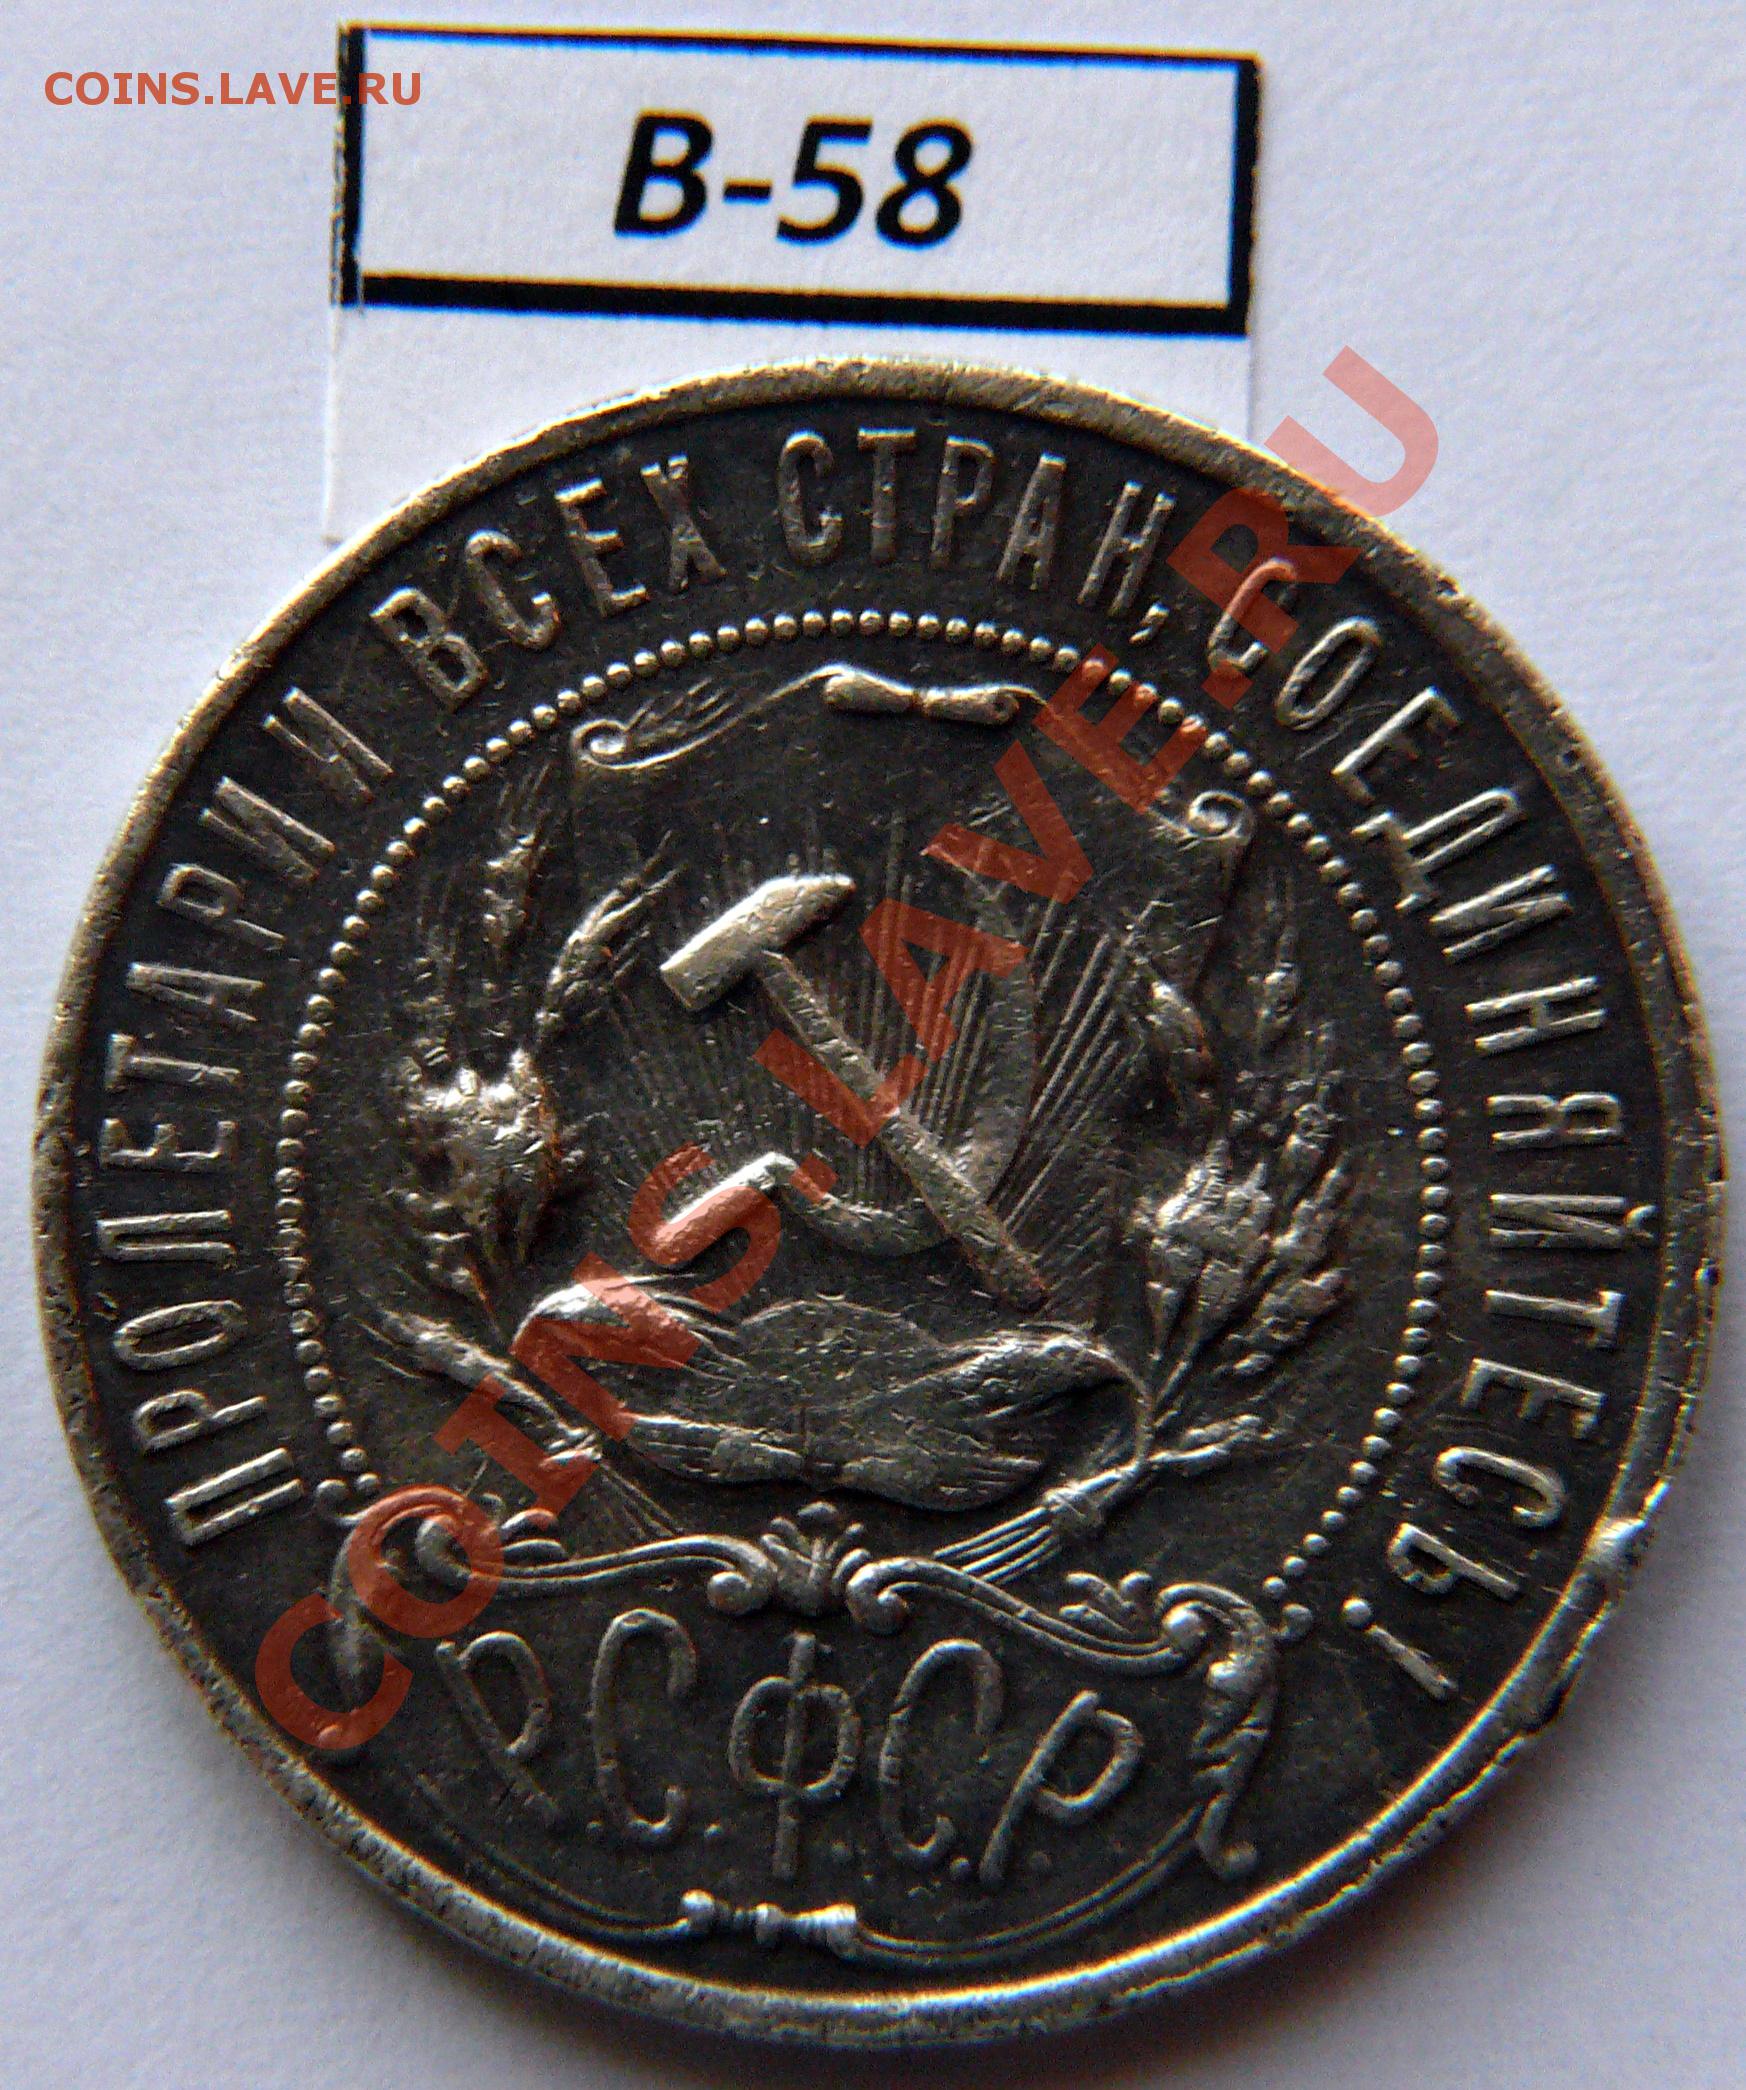 COINS.LAVE.RU
В-58
ПРОЛЕТАРИИ ВСЕХ СТРАН, СОЕДИНЯЙТЕСЬ!
COINS.LAVE.RU
Р.С.Ф.С.Р.